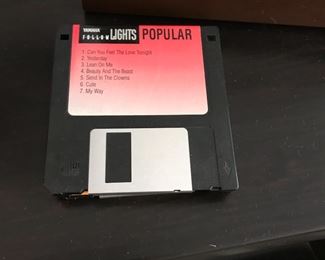 YAMAHA
FOLLOW LIGHTS POPULAR
1. Can You Feel The Love Tonight
2. Yesterday
3. Lean On Me
4. Beauty And The Beast
5. Send In The Clowns
6. Cute
7. My Way